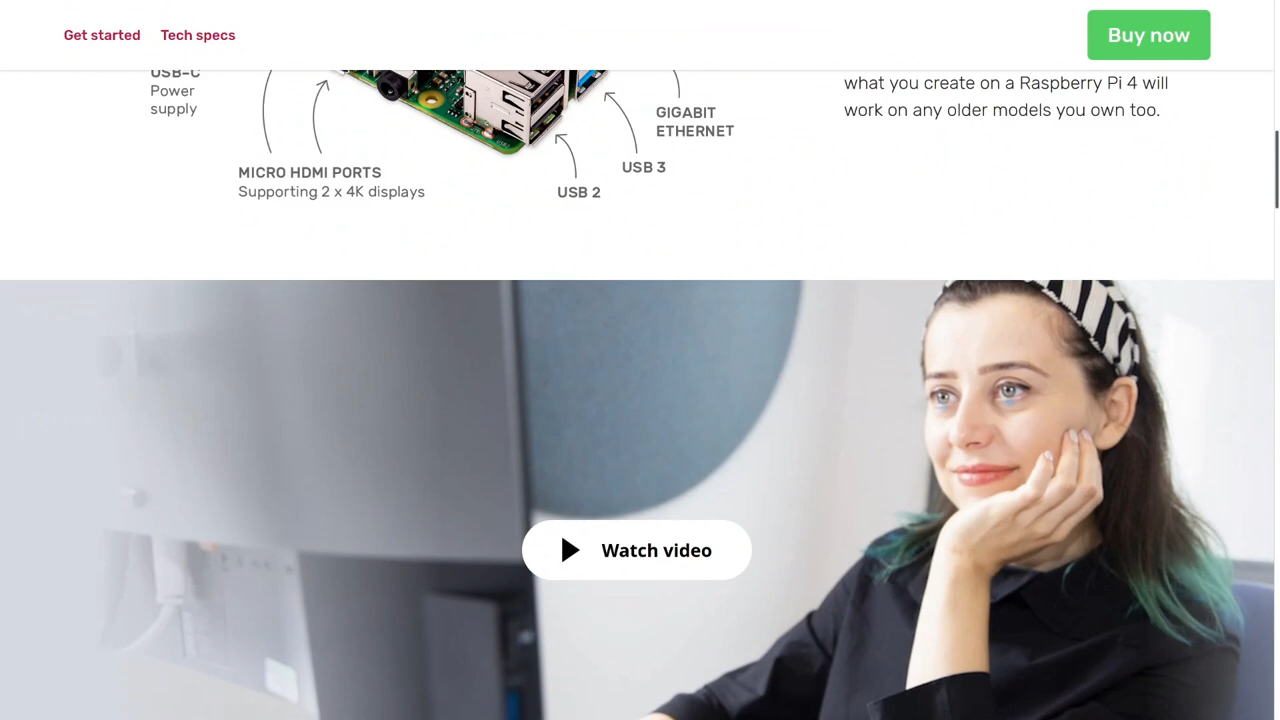 Get started Tech specs
Buy now
USB-C
Power
supply
MICRO HDMI PORTS
Supporting 2 x 4K displays
USB 2
USB 3
GIGABIT
ETHERNET
what you create on a Raspberry Pi 4 will
work on any older models you own too.
Watch video